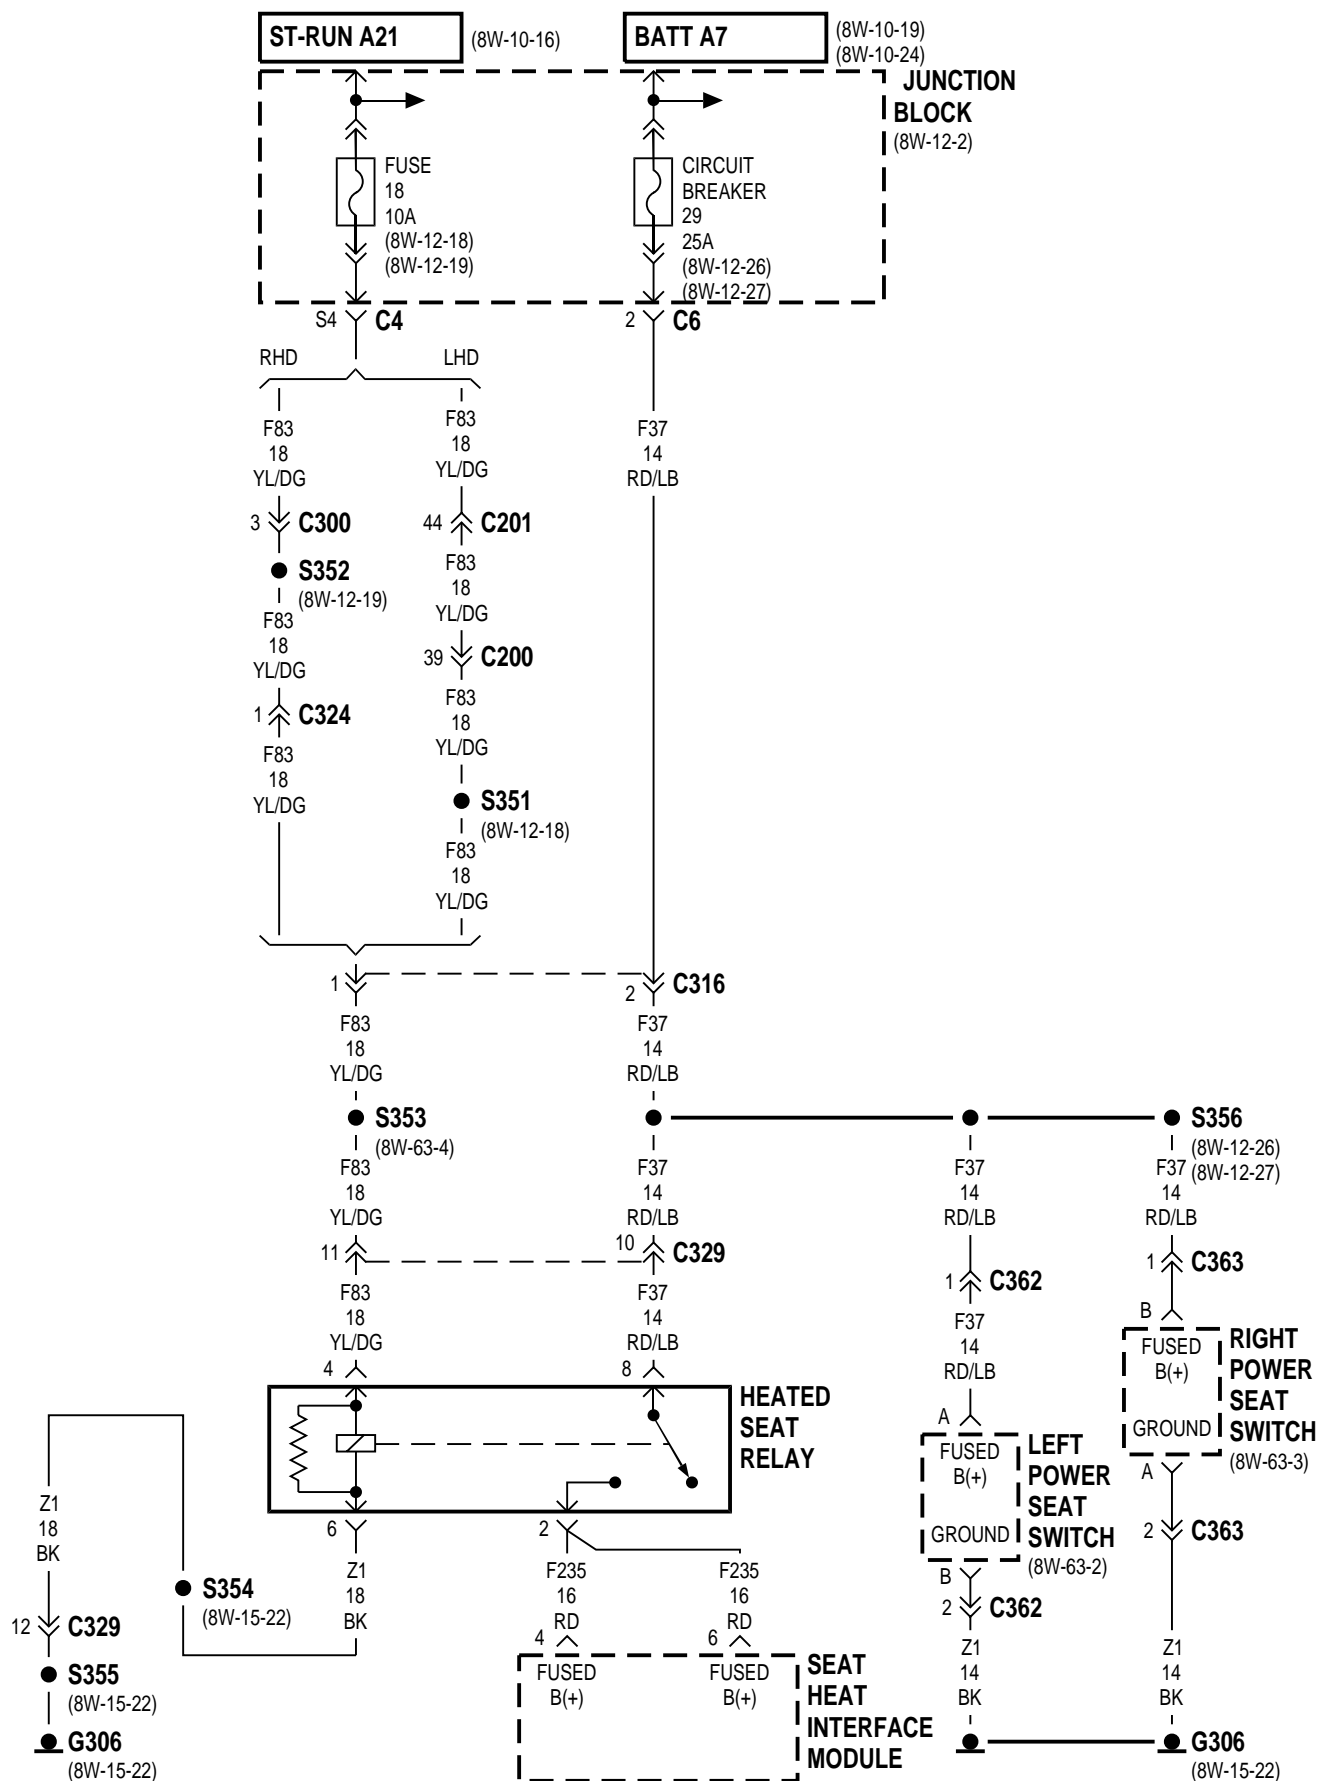 ST-RUN A21
(8W-10-16)
BATT A7
(8W-10-19)
(8W-10-24)
JUNCTION
BLOCK
(8W-12-2)
FUSE
18
10A
(8W-12-18)
(8W-12-19)
CIRCUIT
BREAKER
29
25A
(8W-12-26)
(8W-12-27)
S4 C4
2 C6
RHD
LHD
F83
18
YL/DG
F83
18
YL/DG
F37
14
RD/LB
3 C300
44 C201
S352
(8W-12-19)
F83
18
YL/DG
F83
18
YL/DG
39 C200
1 C324
F83
18
YL/DG
F83
18
YL/DG
S351
(8W-12-18)
F83
18
YL/DG
1
2 C316
F83
18
YL/DG
F37
14
RD/LB
S353
(8W-63-4)
S356
(8W-12-26)
(8W-12-27)
F83
18
YL/DG
F37
14
RD/LB
F37
14
RD/LB
F37
14
RD/LB
11
10 C329
1 C362
1 C363
F83
18
YL/DG
F37
14
RD/LB
F37
14
RD/LB
B
4
8
HEATED
SEAT
RELAY
A
FUSED
B(+)
GROUND
RIGHT
POWER
SEAT
SWITCH
(8W-63-3)
A
FUSED
B(+)
GROUND
LEFT
POWER
SEAT
SWITCH
(8W-63-2)
B
2 C362
2 C363
6
2
Z1
18
BK
S354
(8W-15-22)
Z1
18
BK
F235
16
RD
F235
16
RD
12 C329
S355
(8W-15-22)
G306
(8W-15-22)
4
6
FUSED
B(+)
FUSED
B(+)
SEAT
HEAT
INTERFACE
MODULE
Z1
14
BK
Z1
14
BK
G306
(8W-15-22)